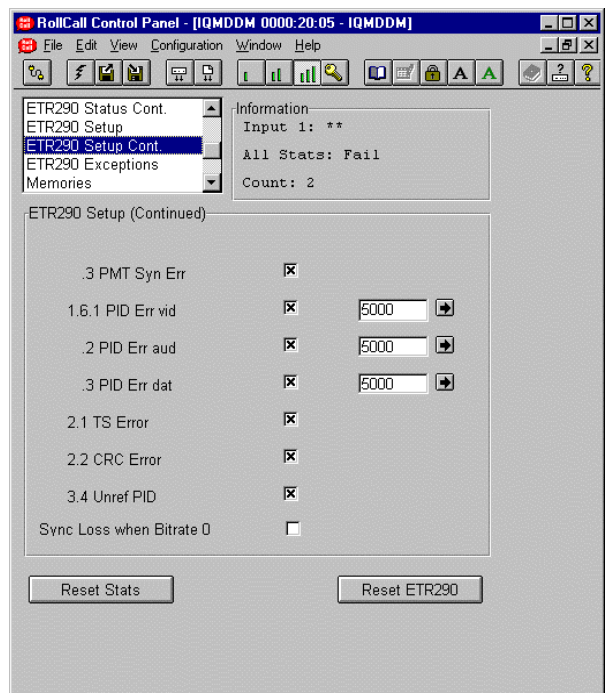 RollCall Control Panel - [IQMDDM 0000:20:05 - IQMDDM]
File Edit View Configuration Window Help
A A
ETR290 Status Cont.
ETR290 Setup
ETR290 Setup Cont.
ETR290 Exceptions
Memories
Information
Input 1: **
All Stats: Fail
Count: 2
ETR290 Setup (Continued)
.3 PMT Syn Err
1.6.1 PID Err vid 5000
.2 PID Err aud 5000
.3 PID Err dat 5000
2.1 TS Error
2.2 CRC Error
3.4 Unref PID
Sync Loss when Bitrate 0
Reset Stats Reset ETR290